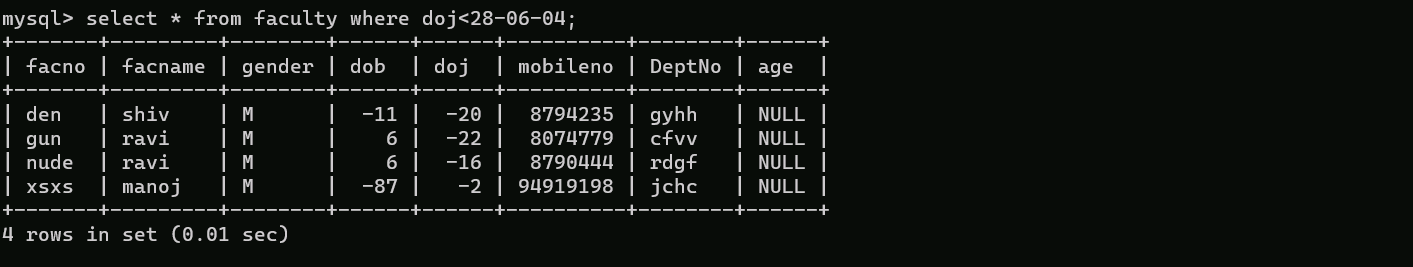 mysql> select * from faculty where doj<28-06-04;
+-------+---------+--------+------+------+----------+--------+------+
| facno | facname | gender | dob  | doj  | mobileno | DeptNo | age  |
+-------+---------+--------+------+------+----------+--------+------+
| den   | shiv    | M      |  -11 |  -20 |  8794235 | gyhh   | NULL |
| gun   | ravi    | M      |    6 |  -22 |  8074779 | cfvv   | NULL |
| nude  | ravi    | M      |    6 |  -16 |  8790444 | rdgf   | NULL |
| xsxs  | manoj   | M      |  -87 |   -2 | 94919198 | jchc   | NULL |
+-------+---------+--------+------+------+----------+--------+------+
4 rows in set (0.01 sec)